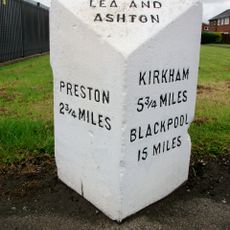 LEA AND
ASHTON
PRESTON
2¾ MILES
KIRKHAM
5¾ MILES
BLACKPOOL
15 MILES